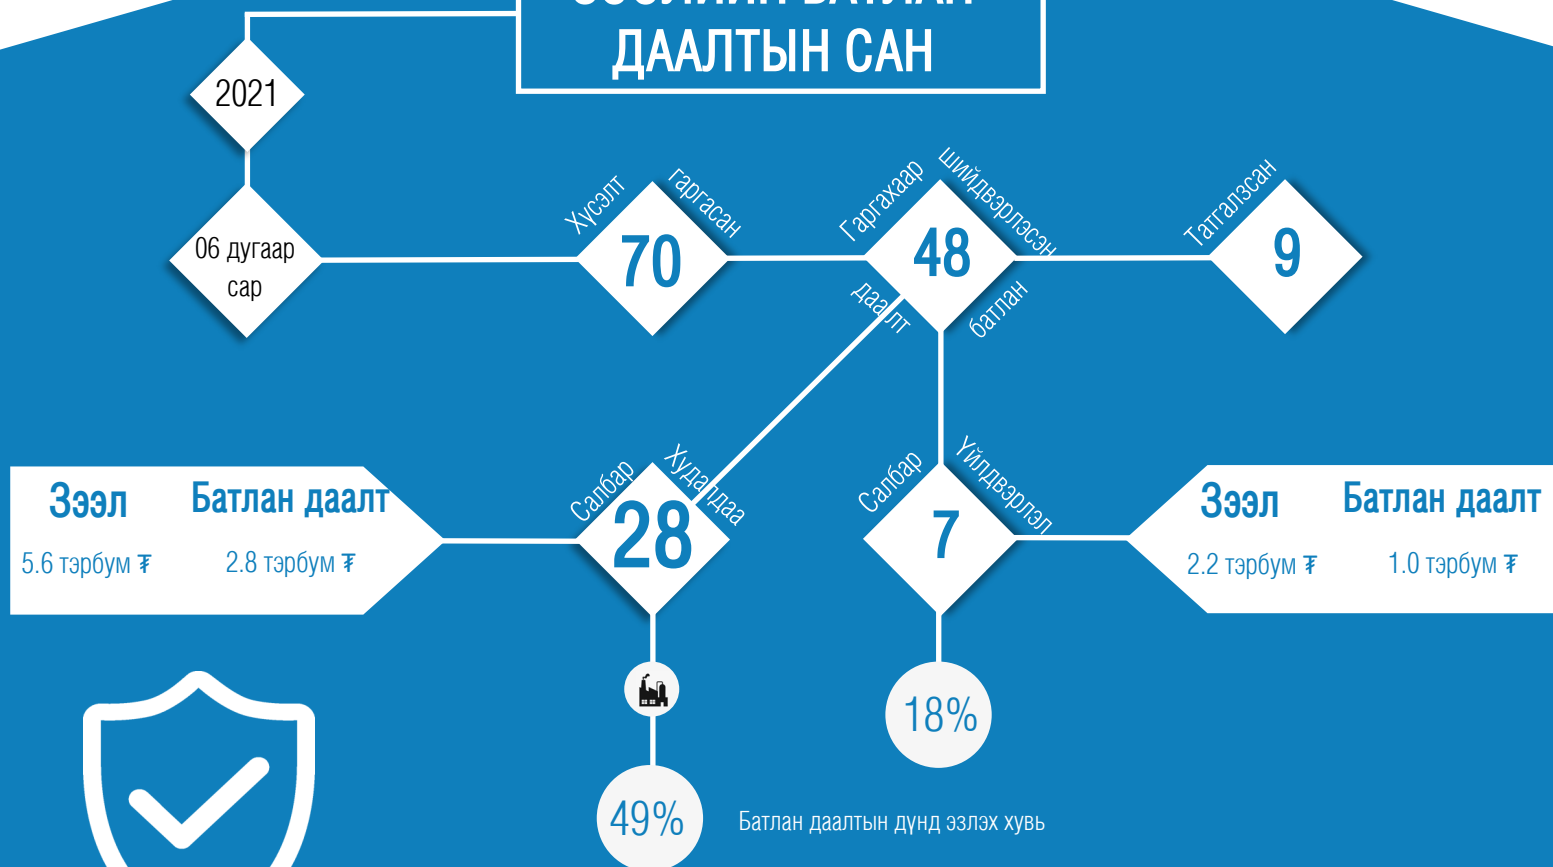 ДААЛТЫН САН
2021
06 дугаар
сар
Хүсэлт гаргасан
70
Гаргахаар шийдвэрлэсэн
48
батлан даалт
Татгалзсан
9
Салбар Худалдаа
28
Салбар Үйлдвэрлэл
7
Зээл Батлан даалт
5.6 тэрбум ₮ 2.8 тэрбум ₮
Зээл Батлан даалт
2.2 тэрбум ₮ 1.0 тэрбум ₮
18%
49%
Батлан даалтын дүнд эзлэх хувь